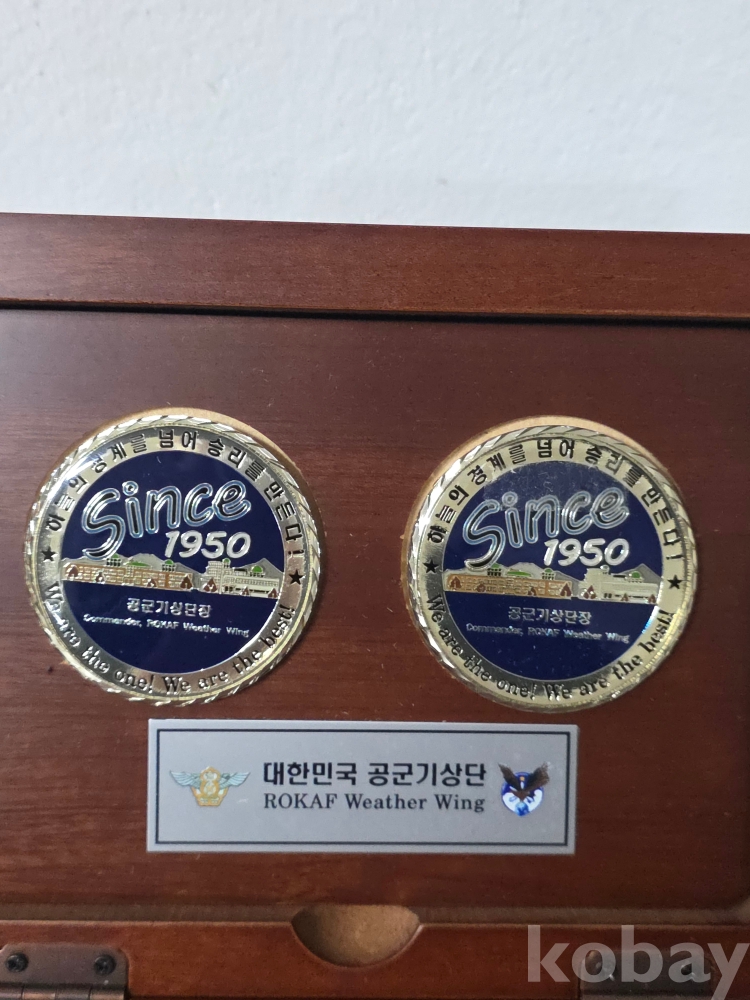 하늘의 경계를 넘어 승리를 만든다!
Since
1950
공군기상단장
Commander, ROKAF Weather Wing
We are the one! We are the best!
하늘의 경계를 넘어 승리를 만든다!
Since
1950
공군기상단장
Commander, ROKAF Weather Wing
We are the one! We are the best!
대한민국 공군기상단
ROKAF Weather Wing
kobay